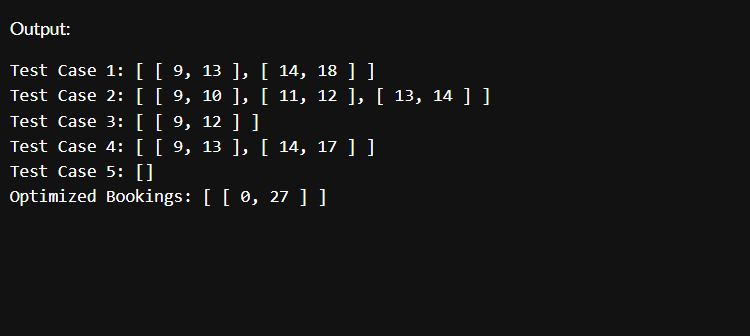 Output:
Test Case 1: [ [ 9, 13 ], [ 14, 18 ] ]
Test Case 2: [ [ 9, 10 ], [ 11, 12 ], [ 13, 14 ] ]
Test Case 3: [ [ 9, 12 ] ]
Test Case 4: [ [ 9, 13 ], [ 14, 17 ] ]
Test Case 5: []
Optimized Bookings: [ [ 0, 27 ] ]